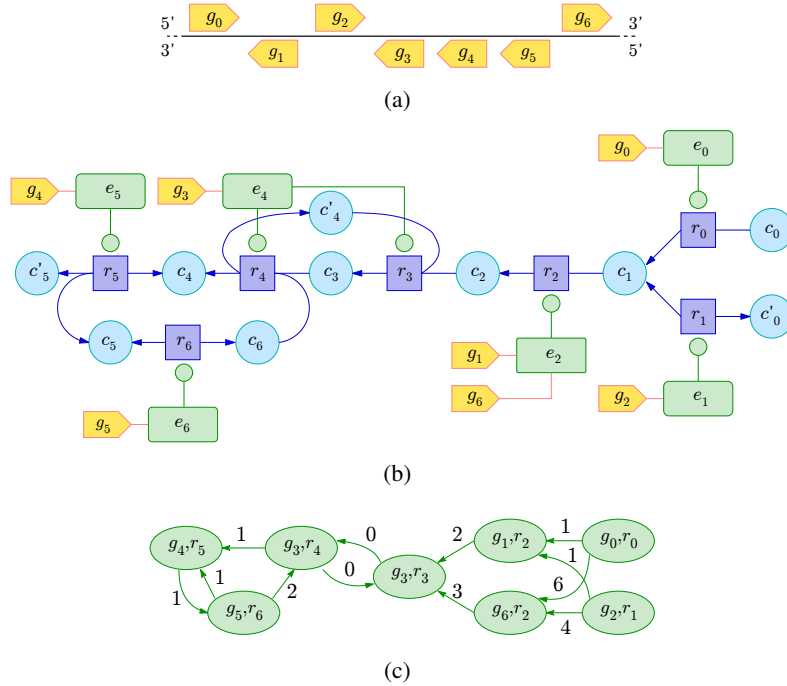 g0 g2 g6
5' 3'
3' 5'
g1 g3 g4 g5
(a)
g0 e0
g4 e5 g3 e4
c'4
r0 c0
c'5 r5 c4 r4 c3 r3 c2 r2 c1
r1 c'0
c5 r6 c6
g1 e2
g6 g2 e1
g5 e6
(b)
1 0 2 1
g4,r5 g3,r4 g1,r2 g0,r0
0 g3,r3 1
1 1 2 3 6
g5,r6 g6,r2 g2,r1
4
(c)